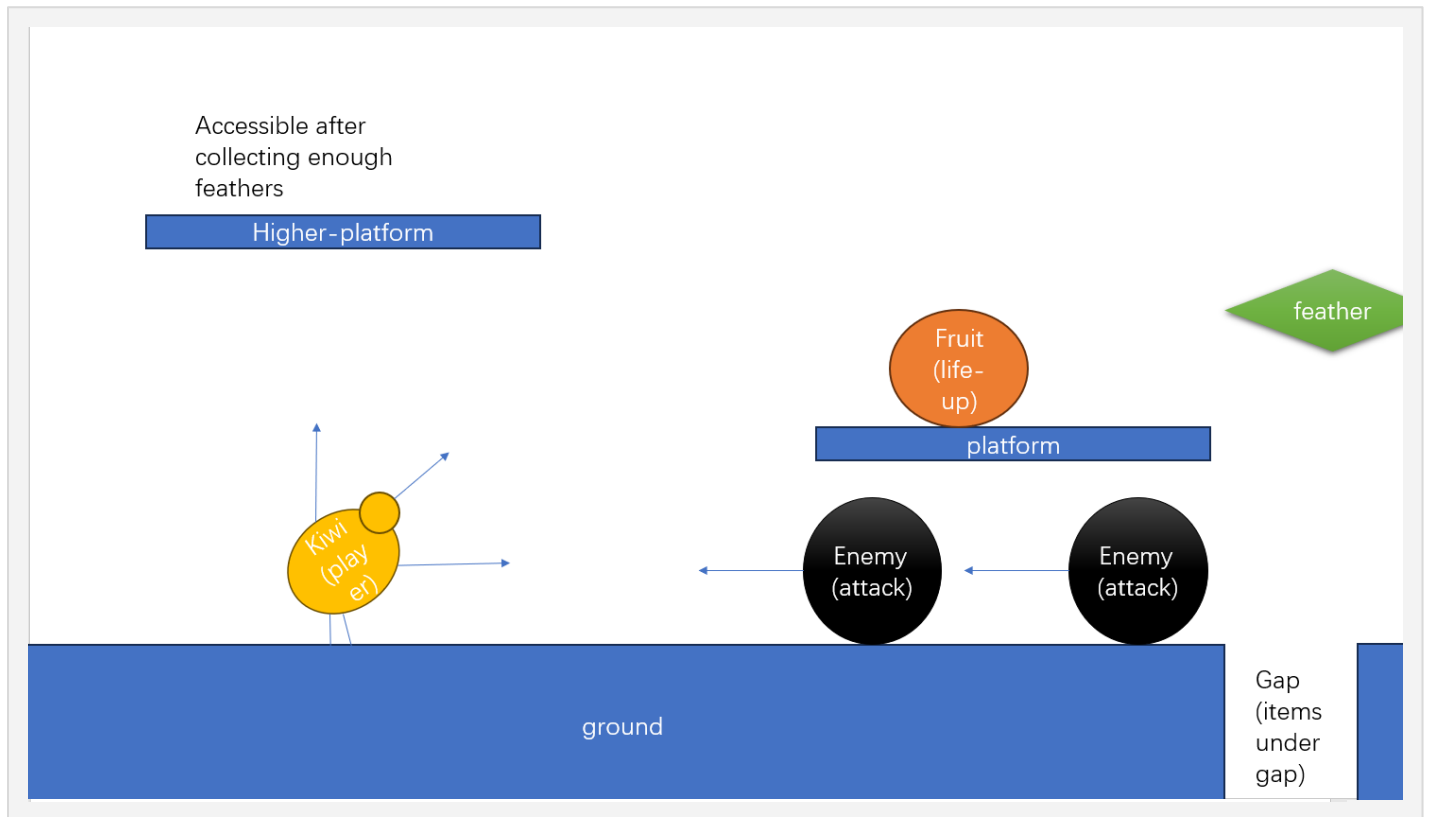 Accessible after
collecting enough
feathers
Higher-platform
feather
Fruit
(life-
up)
platform
Kiwi
(play
er)
Enemy
(attack)
Enemy
(attack)
ground
Gap
(items
under
gap)